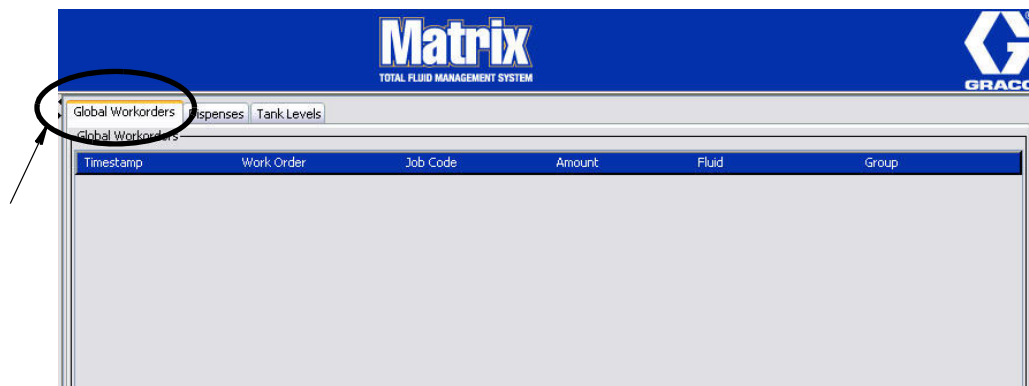 Matrix
TOTAL FLUID MANAGEMENT SYSTEM
GRACO
Global Workorders Dispenses Tank Levels
Global Workorders
Timestamp Work Order Job Code Amount Fluid Group